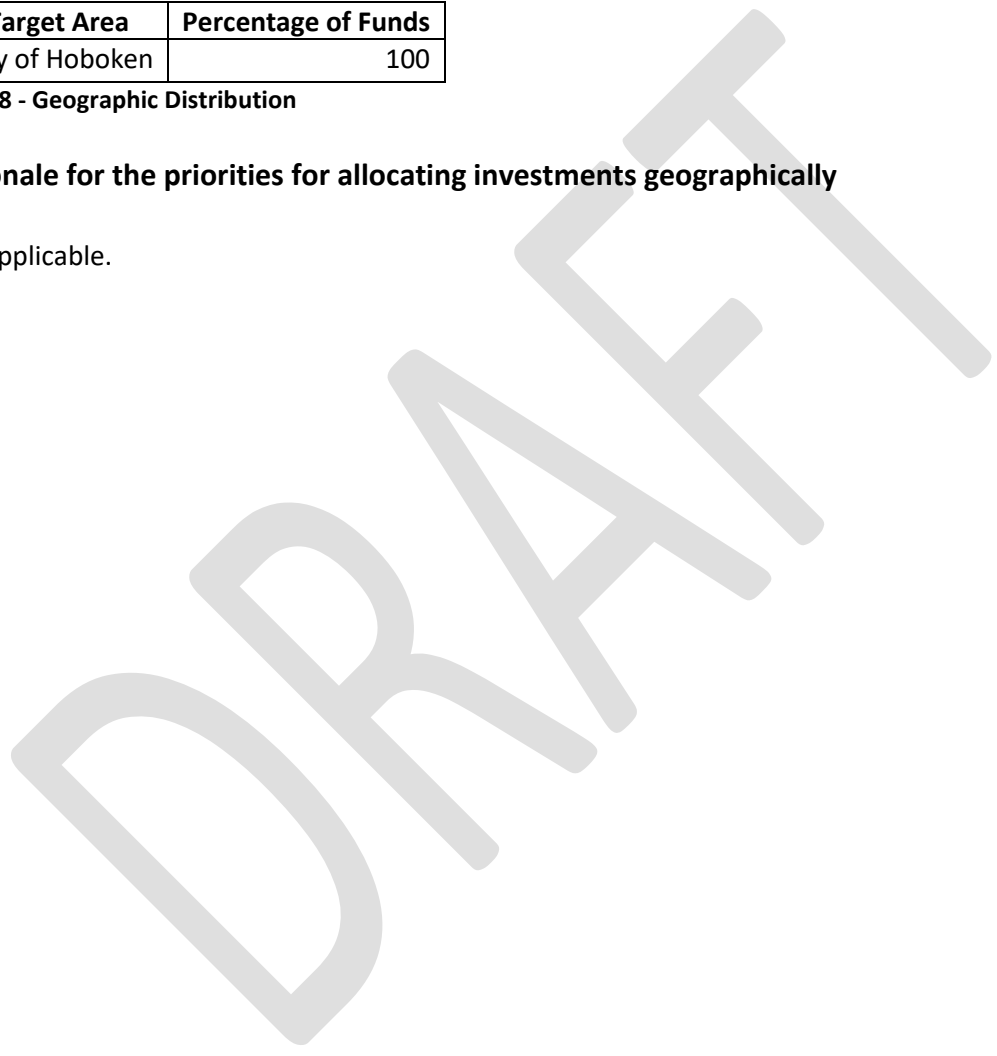 Target Area Percentage of Funds
y of Hoboken 100
8 - Geographic Distribution
onale for the priorities for allocating investments geographically
pplicable.
DRAFT